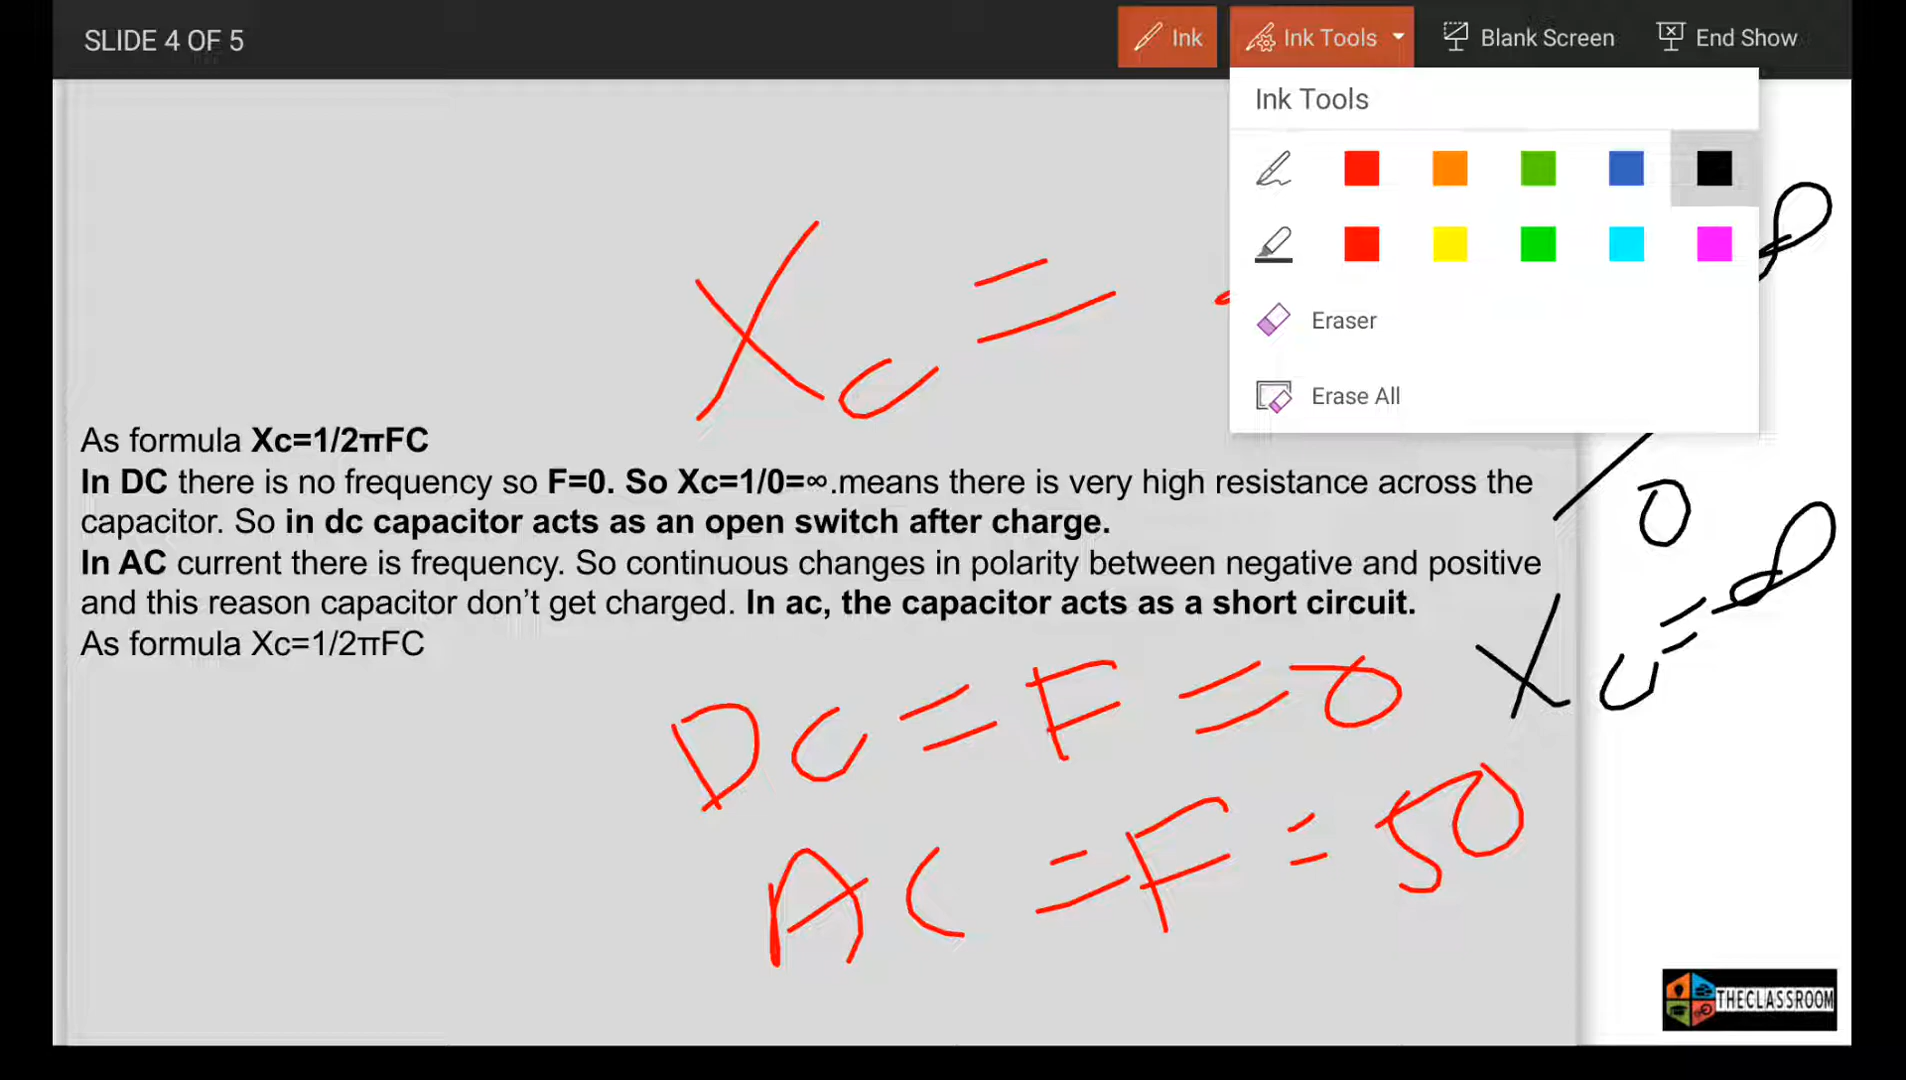 SLIDE 4 OF 5
Ink
Ink Tools
Blank Screen
End Show
Ink Tools
Eraser
Erase All
Xc =
As formula Xc=1/2πFC
In DC there is no frequency so F=0. So Xc=1/0=∞.means there is very high resistance across the
capacitor. So in dc capacitor acts as an open switch after charge.
In AC current there is frequency. So continuous changes in polarity between negative and positive
and this reason capacitor don't get charged. In ac, the capacitor acts as a short circuit.
As formula Xc=1/2πFC
0
Xc=∞
DC = F = 0
AC = F = 50
THECLASSROOM